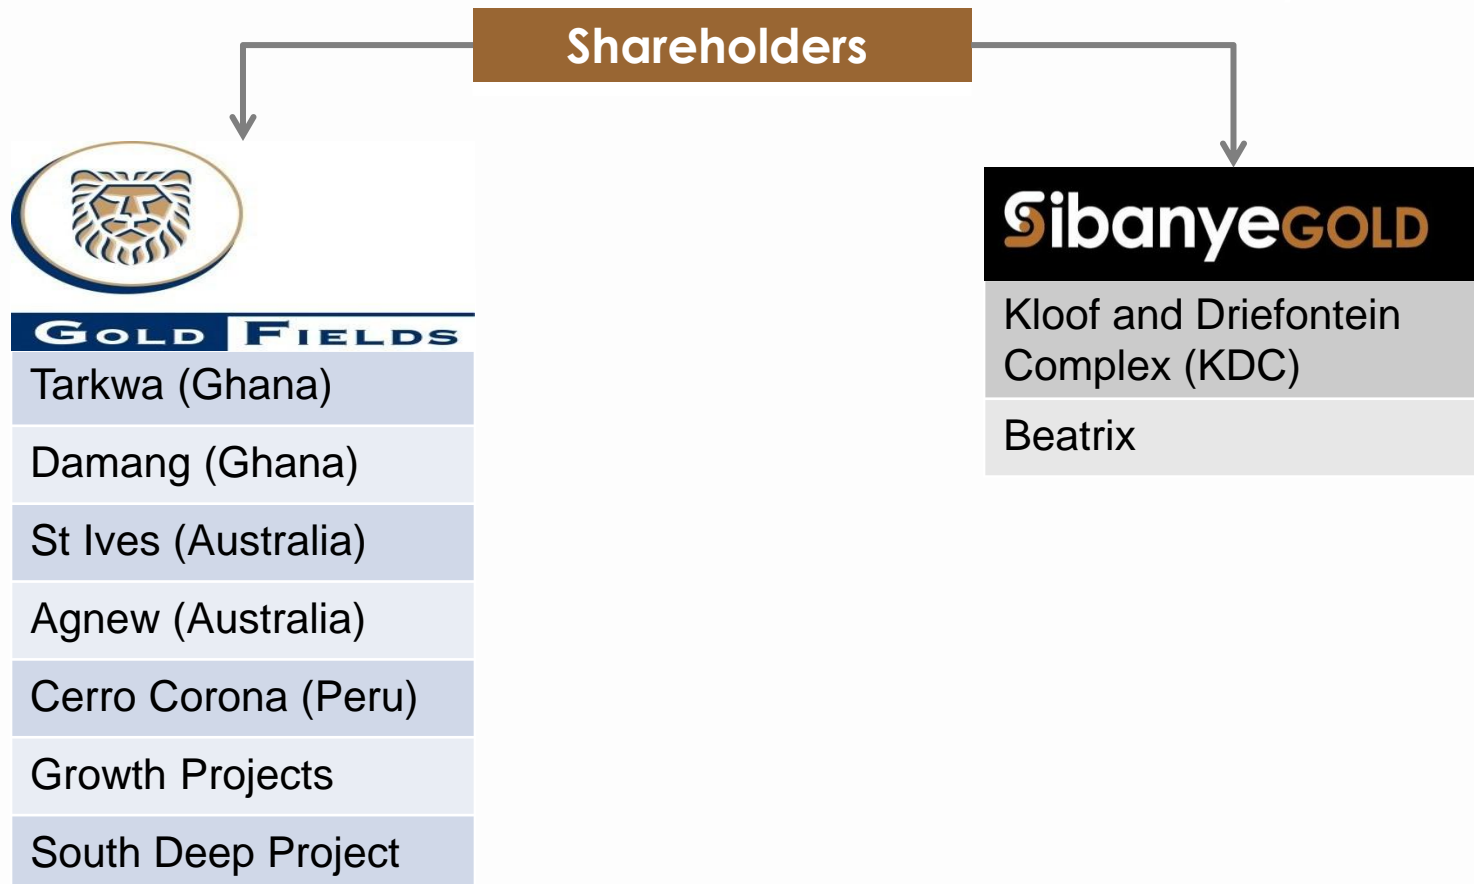 Shareholders
GOLD FIELDS
Tarkwa (Ghana)
Damang (Ghana)
St Ives (Australia)
Agnew (Australia)
Cerro Corona (Peru)
Growth Projects
South Deep Project
SibanyeGOLD
Kloof and Driefontein
Complex (KDC)
Beatrix